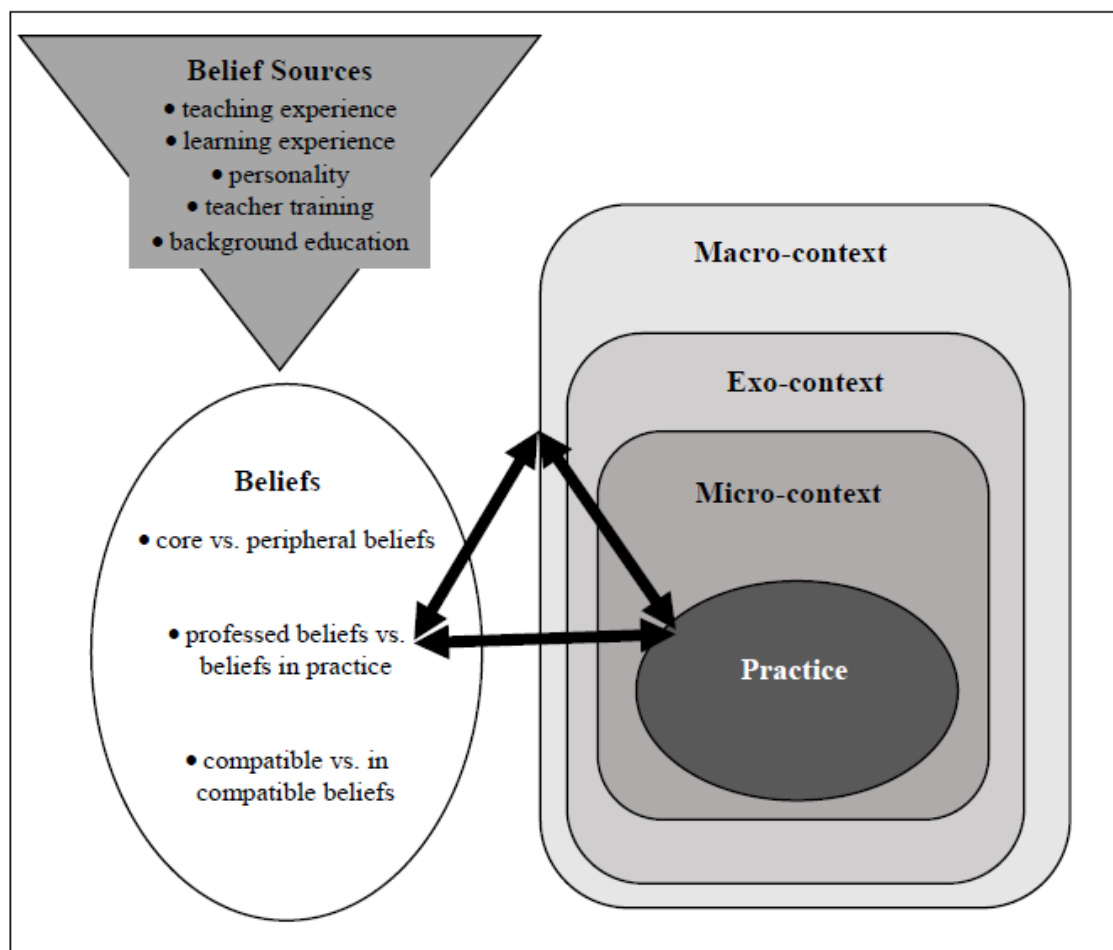 Belief Sources
• teaching experience
• learning experience
• personality
• teacher training
• background education
Macro-context
Exo-context
Micro-context
Practice
Beliefs
• core vs. peripheral beliefs
• professed beliefs vs.
beliefs in practice
• compatible vs. in
compatible beliefs